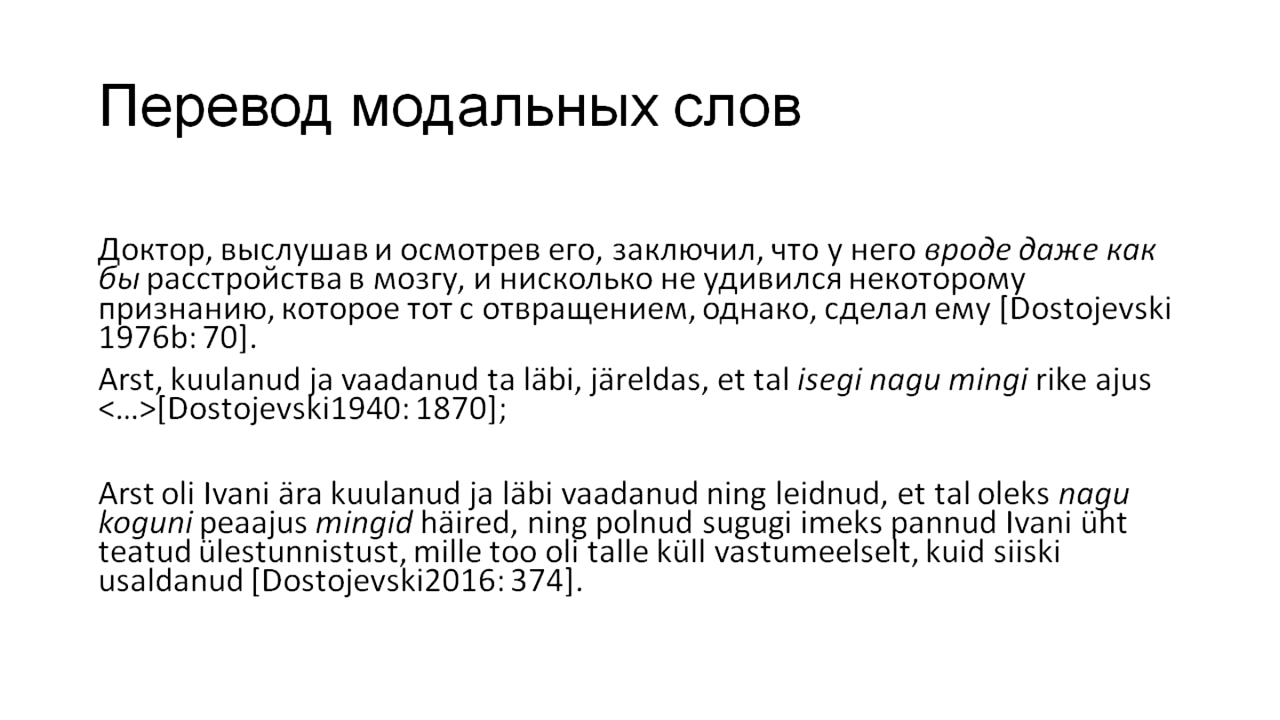 Перевод модальных слов
Доктор, выслушав и осмотрев его, заключил, что у него вроде даже как
бы расстройства в мозгу, и нисколько не удивился некоторому
признанию, которое тот с отвращением, однако, сделал ему [Dostojevski
1976b: 70].
Arst, kuulanud ja vaadanud ta läbi, järeldas, et tal isegi nagu mingi rike ajus
<…>[Dostojevski1940: 1870];
Arst oli Ivani ära kuulanud ja läbi vaadanud ning leidnud, et tal oleks nagu
koguni peaajus mingid häired, ning polnud sugugi imeks pannud Ivani üht
teatud ülestunnistust, mille too oli talle küll vastumeelselt, kuid siiski
usaldanud [Dostojevski2016: 374].